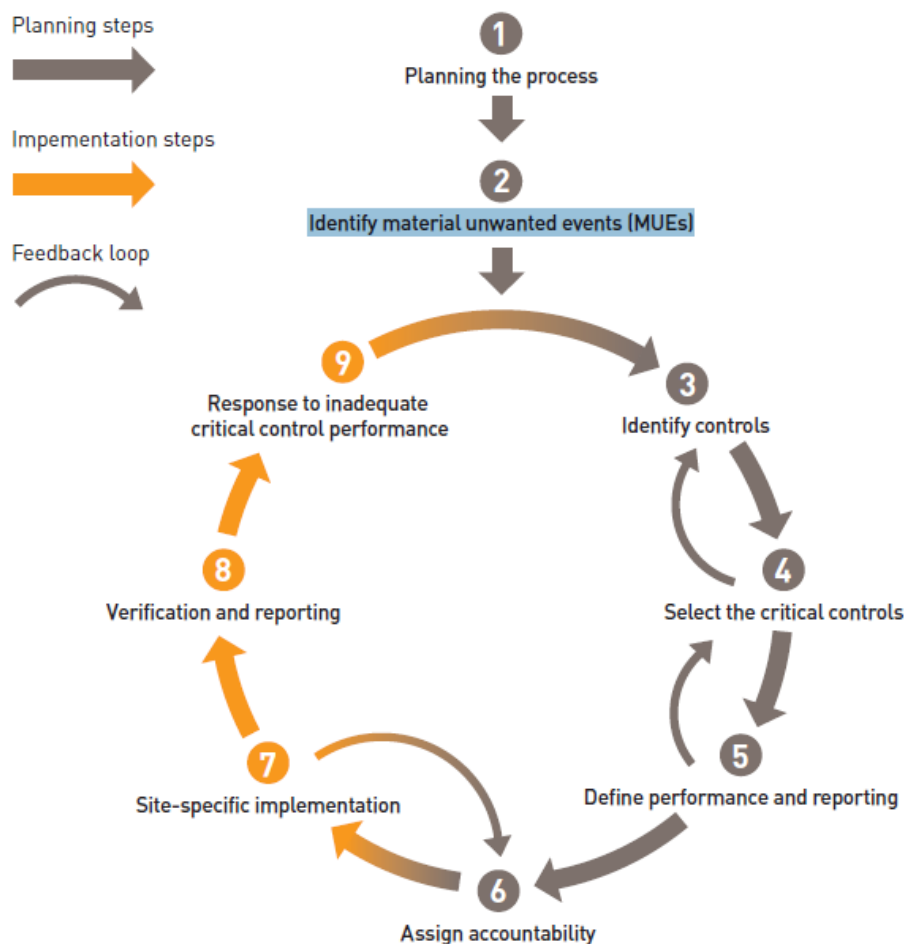 Planning steps
Impementation steps
Feedback loop
1
Planning the process
2
Identify material unwanted events (MUEs)
3
Identify controls
4
Select the critical controls
5
Define performance and reporting
6
Assign accountability
7
Site-specific implementation
8
Verification and reporting
9
Response to inadequate
critical control performance